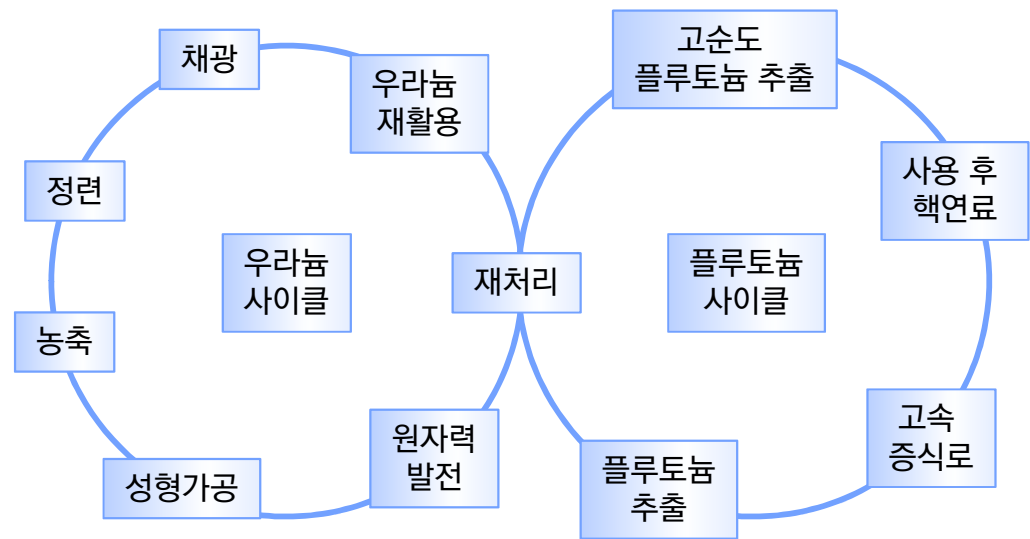 채광
우라늄
재활용
정련
농축
성형가공
원자력
발전
우라늄
사이클
재처리
고순도
플루토늄 추출
사용 후
핵연료
플루토늄
사이클
고속
증식로
플루토늄
추출